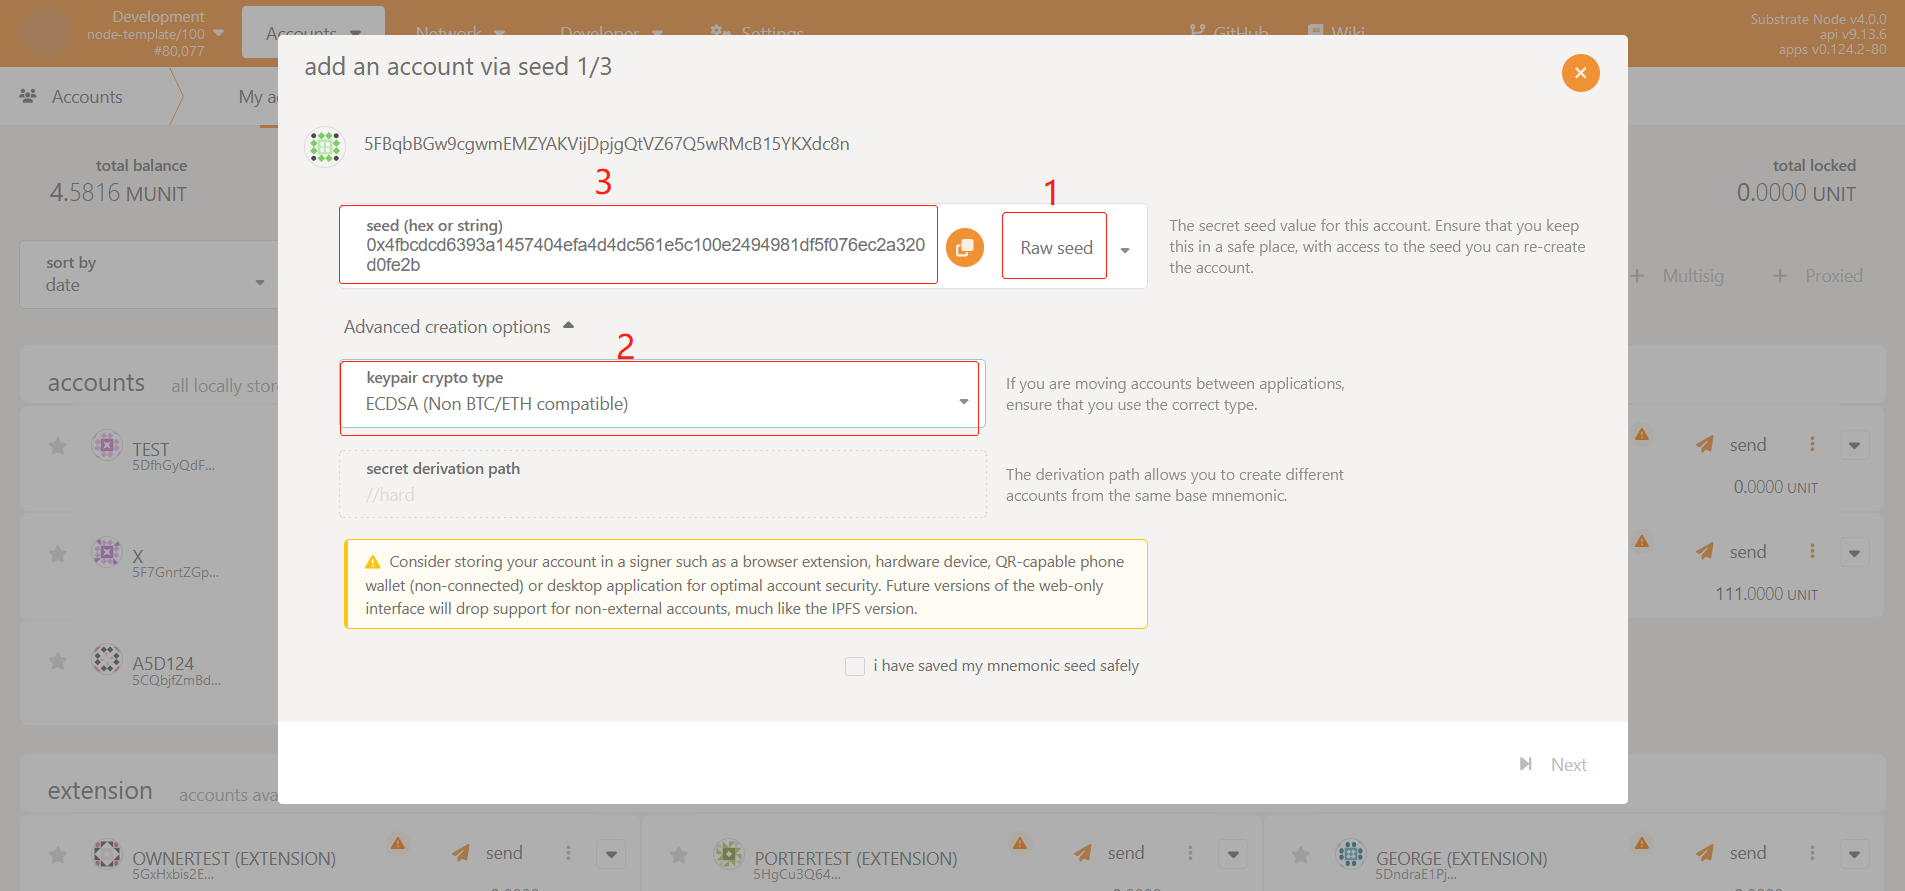 Development
node-template/100
#80,077
Accounts
Network
Developer
Settings
GitHub
Wiki
Substrate Node v4.0.0
api v9.13.6
apps v0.124.2-80
Accounts
My a
add an account via seed 1/3
5FBqbBGw9cgwmEMZYAKVijDpjgQtVZ67Q5wRMcB15YKXdc8n
total balance
4.5816 MUNIT
total locked
0.0000 UNIT
3
1
seed (hex or string)
0x4fbcdcd6393a1457404efa4d4dc561e5c100e2494981df5f076ec2a320
d0fe2b
Raw seed
The secret seed value for this account. Ensure that you keep
this in a safe place, with access to the seed you can re-create
the account.
sort by
date
Multisig
Proxied
Advanced creation options
2
keypair crypto type
ECDSA (Non BTC/ETH compatible)
If you are moving accounts between applications,
ensure that you use the correct type.
accounts
all locally stor
secret derivation path
//hard
The derivation path allows you to create different
accounts from the same base mnemonic.
TEST
5DfhGyQdF...
send
0.0000 UNIT
X
5F7GnrtZGp...
send
111.0000 UNIT
Consider storing your account in a signer such as a browser extension, hardware device, QR-capable phone
wallet (non-connected) or desktop application for optimal account security. Future versions of the web-only
interface will drop support for non-external accounts, much like the IPFS version.
A5D124
5CQbjfZmBd...
i have saved my mnemonic seed safely
Next
extension
accounts ava
OWNERTEST (EXTENSION)
5GxHxbis2E...
send
PORTERTEST (EXTENSION)
5HgCu3Q64...
send
GEORGE (EXTENSION)
5DndraE1Pj...
send